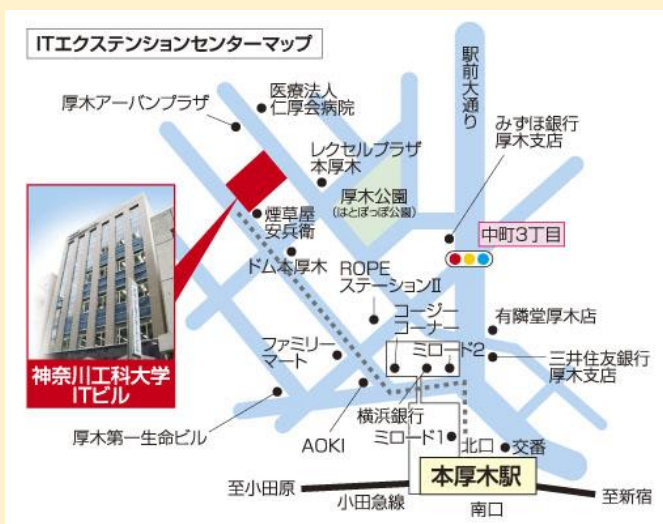 ITエクステンションセンターマップ
駅前大通り
医療法人
仁厚会病院
厚木アーバンプラザ
みずほ銀行
厚木支店
レクセルプラザ
本厚木
厚木公園
(はとぽっぽ公園)
中町3丁目
煙草屋
安兵衛
ドム本厚木
ROPE
ステーションII
コージー
コーナー
有隣堂厚木店
ファミリー
マート
ミロード2
三井住友銀行
厚木支店
神奈川工科大学
ITビル
横浜銀行
厚木第一生命ビル
AOKI
ミロード1
北口
交番
本厚木駅
至小田原
小田急線
南口
至新宿